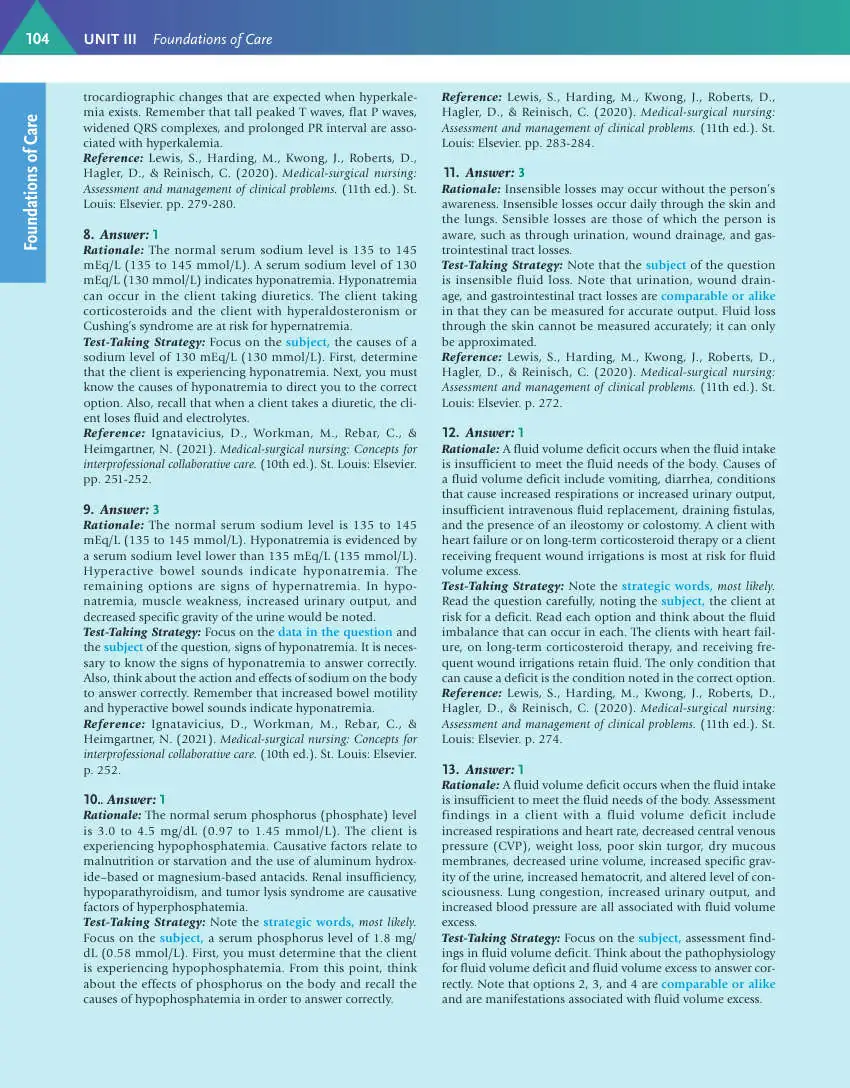 104 UNIT III Foundations of Care
Foundations of Care
trocardiographic changes that are expected when hyperkale-
mia exists. Remember that tall peaked T waves, flat P waves,
widened QRS complexes, and prolonged PR interval are asso-
ciated with hyperkalemia.
Reference: Lewis, S., Harding, M., Kwong, J., Roberts, D.,
Hagler, D., & Reinisch, C. (2020). Medical-surgical nursing:
Assessment and management of clinical problems. (11th ed.). St.
Louis: Elsevier. pp. 279-280.
8. Answer: 1
Rationale: The normal serum sodium level is 135 to 145
mEq/L (135 to 145 mmol/L). A serum sodium level of 130
mEq/L (130 mmol/L) indicates hyponatremia. Hyponatremia
can occur in the client taking diuretics. The client taking
corticosteroids and the client with hyperaldosteronism or
Cushing's syndrome are at risk for hypernatremia.
Test-Taking Strategy: Focus on the subject, the causes of a
sodium level of 130 mEq/L (130 mmol/L). First, determine
that the client is experiencing hyponatremia. Next, you must
know the causes of hyponatremia to direct you to the correct
option. Also, recall that when a client takes a diuretic, the cli-
ent loses fluid and electrolytes.
Reference: Ignatavicius, D., Workman, M., Rebar, C., &
Heimgartner, N. (2021). Medical-surgical nursing: Concepts for
interprofessional collaborative care. (10th ed.). St. Louis: Elsevier.
pp. 251-252.
9. Answer: 3
Rationale: The normal serum sodium level is 135 to 145
mEq/L (135 to 145 mmol/L). Hyponatremia is evidenced by
a serum sodium level lower than 135 mEq/L (135 mmol/L).
Hyperactive bowel sounds indicate hyponatremia. The
remaining options are signs of hypernatremia. In hypo-
natremia, muscle weakness, increased urinary output, and
decreased specific gravity of the urine would be noted.
Test-Taking Strategy: Focus on the data in the question and
the subject of the question, signs of hyponatremia. It is neces-
sary to know the signs of hyponatremia to answer correctly.
Also, think about the action and effects of sodium on the body
to answer correctly. Remember that increased bowel motility
and hyperactive bowel sounds indicate hyponatremia.
Reference: Ignatavicius, D., Workman, M., Rebar, C., &
Heimgartner, N. (2021). Medical-surgical nursing: Concepts for
interprofessional collaborative care. (10th ed.). St. Louis: Elsevier.
p. 252.
10.. Answer: 1
Rationale: The normal serum phosphorus (phosphate) level
is 3.0 to 4.5 mg/dL (0.97 to 1.45 mmol/L). The client is
experiencing hypophosphatemia. Causative factors relate to
malnutrition or starvation and the use of aluminum hydrox-
ide–based or magnesium-based antacids. Renal insufficiency,
hypoparathyroidism, and tumor lysis syndrome are causative
factors of hyperphosphatemia.
Test-Taking Strategy: Note the strategic words, most likely.
Focus on the subject, a serum phosphorus level of 1.8 mg/
dL (0.58 mmol/L). First, you must determine that the client
is experiencing hypophosphatemia. From this point, think
about the effects of phosphorus on the body and recall the
causes of hypophosphatemia in order to answer correctly.
Reference: Lewis, S., Harding, M., Kwong, J., Roberts, D.,
Hagler, D., & Reinisch, C. (2020). Medical-surgical nursing:
Assessment and management of clinical problems. (11th ed.). St.
Louis: Elsevier. pp. 283-284.
11. Answer: 3
Rationale: Insensible losses may occur without the person's
awareness. Insensible losses occur daily through the skin and
the lungs. Sensible losses are those of which the person is
aware, such as through urination, wound drainage, and gas-
trointestinal tract losses.
Test-Taking Strategy: Note that the subject of the question
is insensible fluid loss. Note that urination, wound drain-
age, and gastrointestinal tract losses are comparable or alike
in that they can be measured for accurate output. Fluid loss
through the skin cannot be measured accurately; it can only
be approximated.
Reference: Lewis, S., Harding, M., Kwong, J., Roberts, D.,
Hagler, D., & Reinisch, C. (2020). Medical-surgical nursing:
Assessment and management of clinical problems. (11th ed.). St.
Louis: Elsevier. p. 272.
12. Answer: 1
Rationale: A fluid volume deficit occurs when the fluid intake
is insufficient to meet the fluid needs of the body. Causes of
a fluid volume deficit include vomiting, diarrhea, conditions
that cause increased respirations or increased urinary output,
insufficient intravenous fluid replacement, draining fistulas,
and the presence of an ileostomy or colostomy. A client with
heart failure or on long-term corticosteroid therapy or a client
receiving frequent wound irrigations is most at risk for fluid
volume excess.
Test-Taking Strategy: Note the strategic words, most likely.
Read the question carefully, noting the subject, the client at
risk for a deficit. Read each option and think about the fluid
imbalance that can occur in each. The clients with heart fail-
ure, on long-term corticosteroid therapy, and receiving fre-
quent wound irrigations retain fluid. The only condition that
can cause a deficit is the condition noted in the correct option.
Reference: Lewis, S., Harding, M., Kwong, J., Roberts, D.,
Hagler, D., & Reinisch, C. (2020). Medical-surgical nursing:
Assessment and management of clinical problems. (11th ed.). St.
Louis: Elsevier. p. 274.
13. Answer: 1
Rationale: A fluid volume deficit occurs when the fluid intake
is insufficient to meet the fluid needs of the body. Assessment
findings in a client with a fluid volume deficit include
increased respirations and heart rate, decreased central venous
pressure (CVP), weight loss, poor skin turgor, dry mucous
membranes, decreased urine volume, increased specific grav-
ity of the urine, increased hematocrit, and altered level of con-
sciousness. Lung congestion, increased urinary output, and
increased blood pressure are all associated with fluid volume
excess.
Test-Taking Strategy: Focus on the subject, assessment find-
ings in fluid volume deficit. Think about the pathophysiology
for fluid volume deficit and fluid volume excess to answer cor-
rectly. Note that options 2, 3, and 4 are comparable or alike
and are manifestations associated with fluid volume excess.